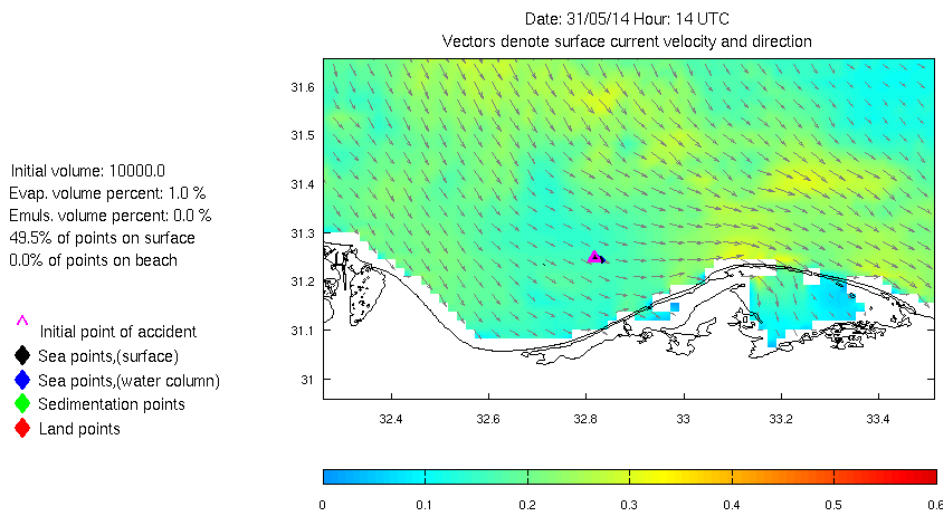 Date: 31/05/14 Hour: 14 UTC
Vectors denote surface current velocity and direction
Initial volume: 10000.0
Evap. volume percent: 1.0 %
Emuls. volume percent: 0.0 %
49.5% of points on surface
0.0% of points on beach
Initial point of accident
Sea points,(surface)
Sea points,(water column)
Sedimentation points
Land points
31.6
31.5
31.4
31.3
31.2
31.1
31
32.4 32.6 32.8 33 33.2 33.4
0 0.1 0.2 0.3 0.4 0.5 0.6